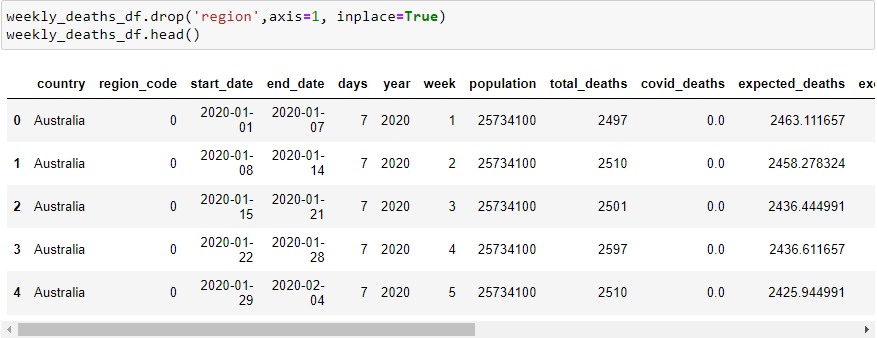 weekly_deaths_df.drop('region',axis=1, inplace=True)
weekly_deaths_df.head()
country region_code start_date end_date days year week population total_deaths covid_deaths expected_deaths exc
0 Australia 0 2020-01-01 2020-01-07 7 2020 1 25734100 2497 0.0 2463.111657
1 Australia 0 2020-01-08 2020-01-14 7 2020 2 25734100 2510 0.0 2458.278324
2 Australia 0 2020-01-15 2020-01-21 7 2020 3 25734100 2501 0.0 2436.444991
3 Australia 0 2020-01-22 2020-01-28 7 2020 4 25734100 2597 0.0 2436.611657
4 Australia 0 2020-01-29 2020-02-04 7 2020 5 25734100 2510 0.0 2425.944991